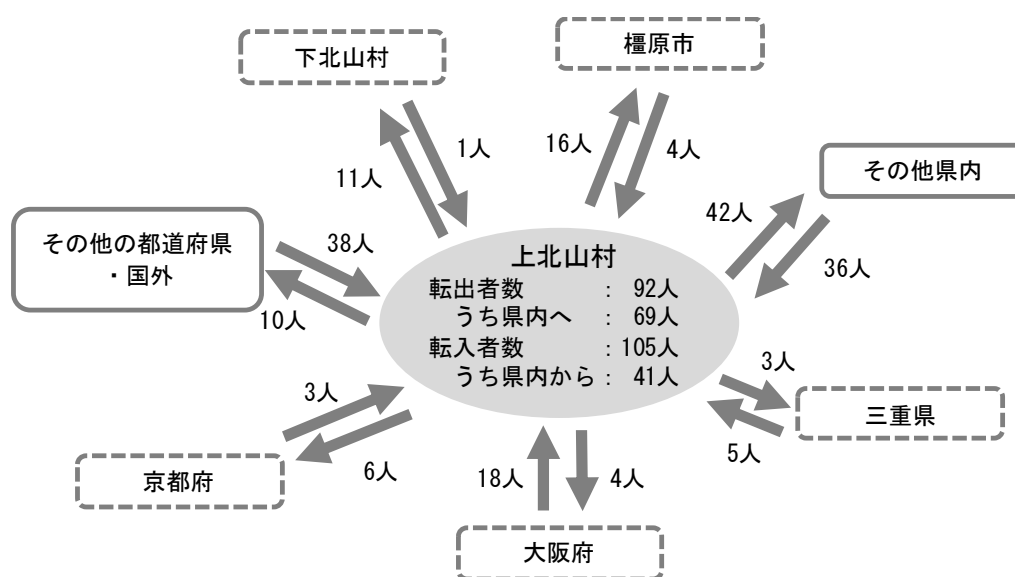 下北山村
橿原市
その他県内
その他の都道府県
・国外
京都府
大阪府
三重県
11人
1人
16人
4人
42人
36人
38人
10人
3人
6人
18人
4人
3人
5人
上北山村
転出者数 : 92人
うち県内へ : 69人
転入者数 :105人
うち県内から: 41人